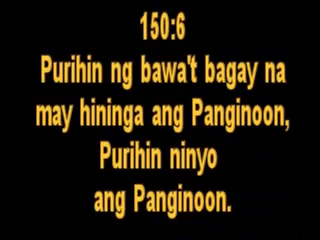 150:6
Purihin ng bawa't bagay na
may hininga ang Panginoon,
Purihin ninyo
ang Panginoon.